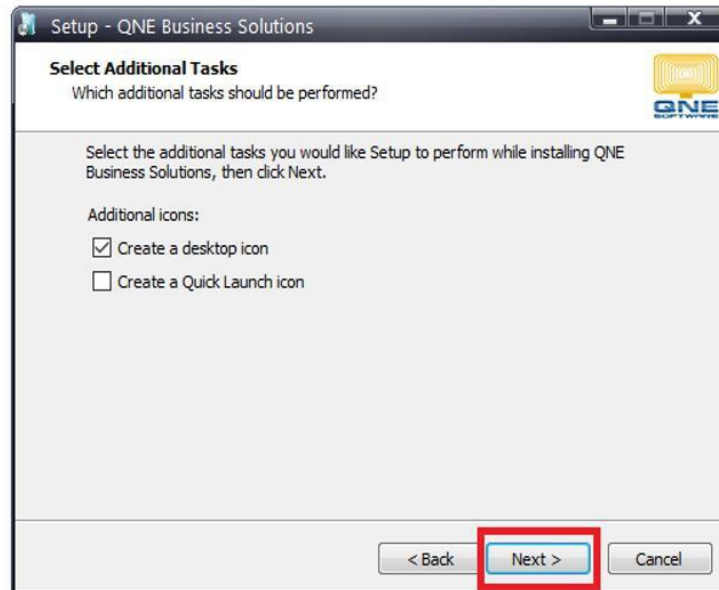 Setup - QNE Business Solutions
Select Additional Tasks
Which additional tasks should be performed?
QNE
SOFTWARE
Select the additional tasks you would like Setup to perform while installing QNE
Business Solutions, then click Next.
Additional icons:
Create a desktop icon
Create a Quick Launch icon
< Back Next > Cancel